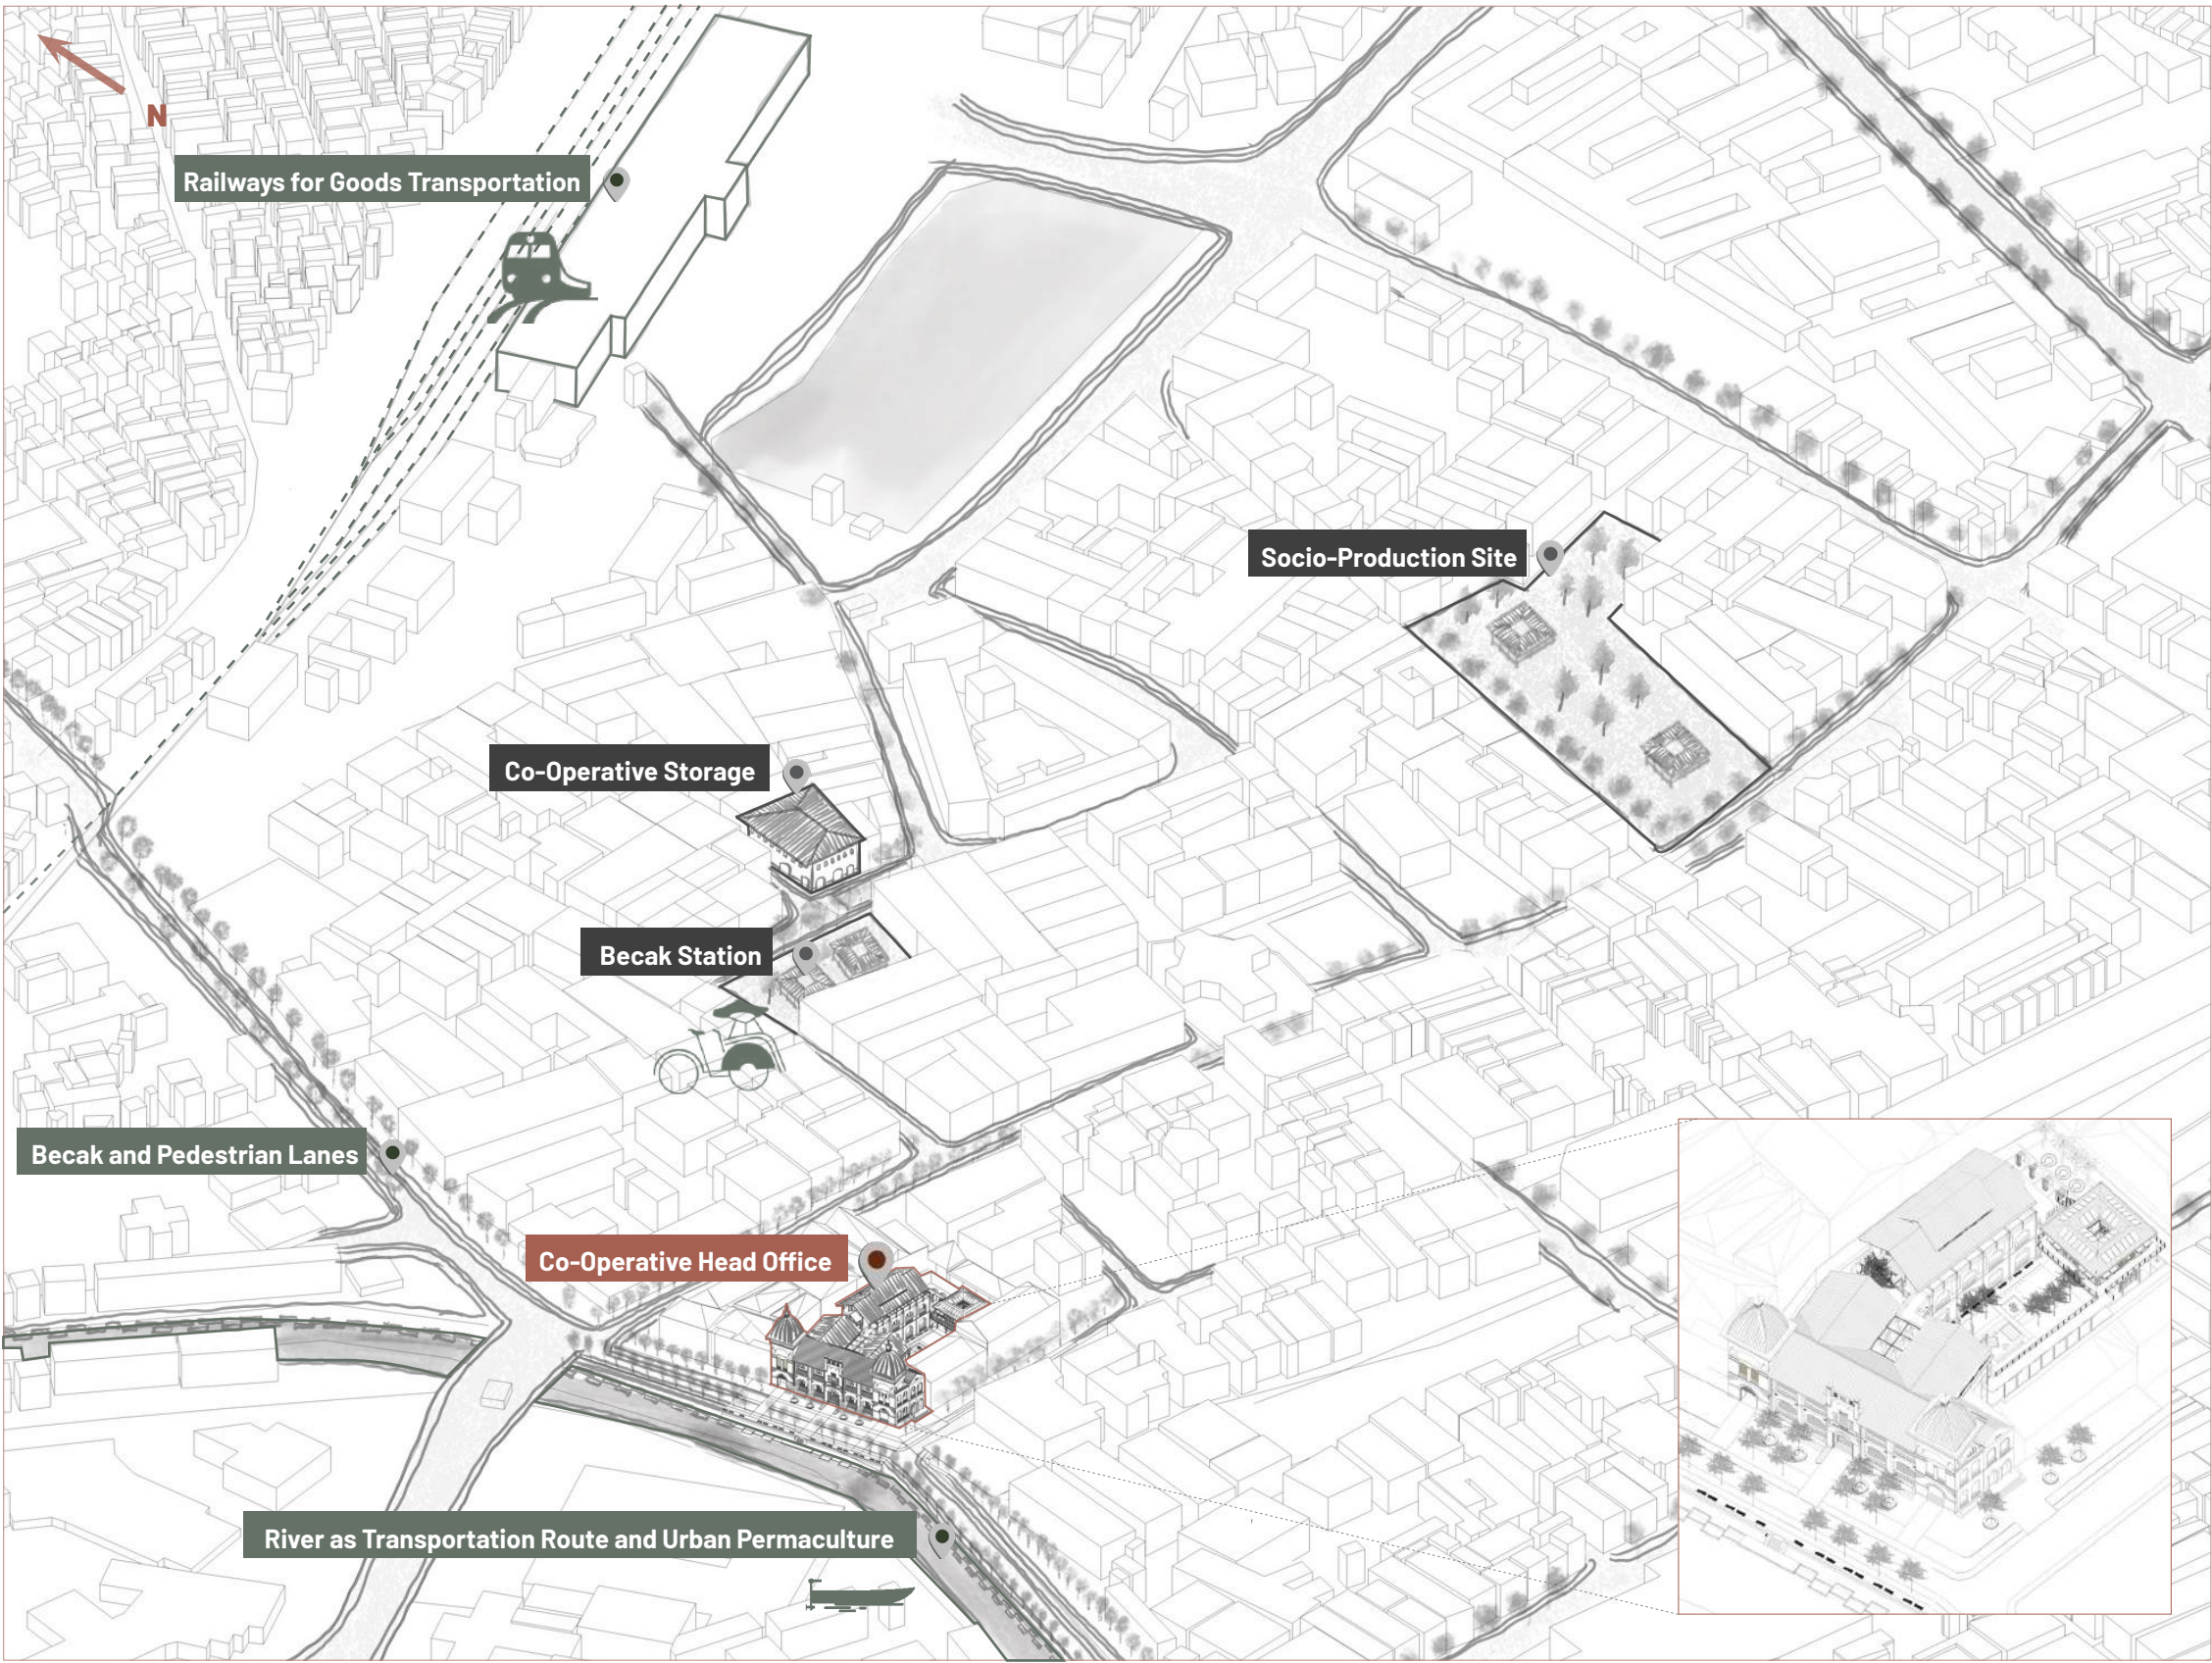 N
Railways for Goods Transportation
Socio-Production Site
Co-Operative Storage
Becak Station
Becak and Pedestrian Lanes
Co-Operative Head Office
River as Transportation Route and Urban Permaculture